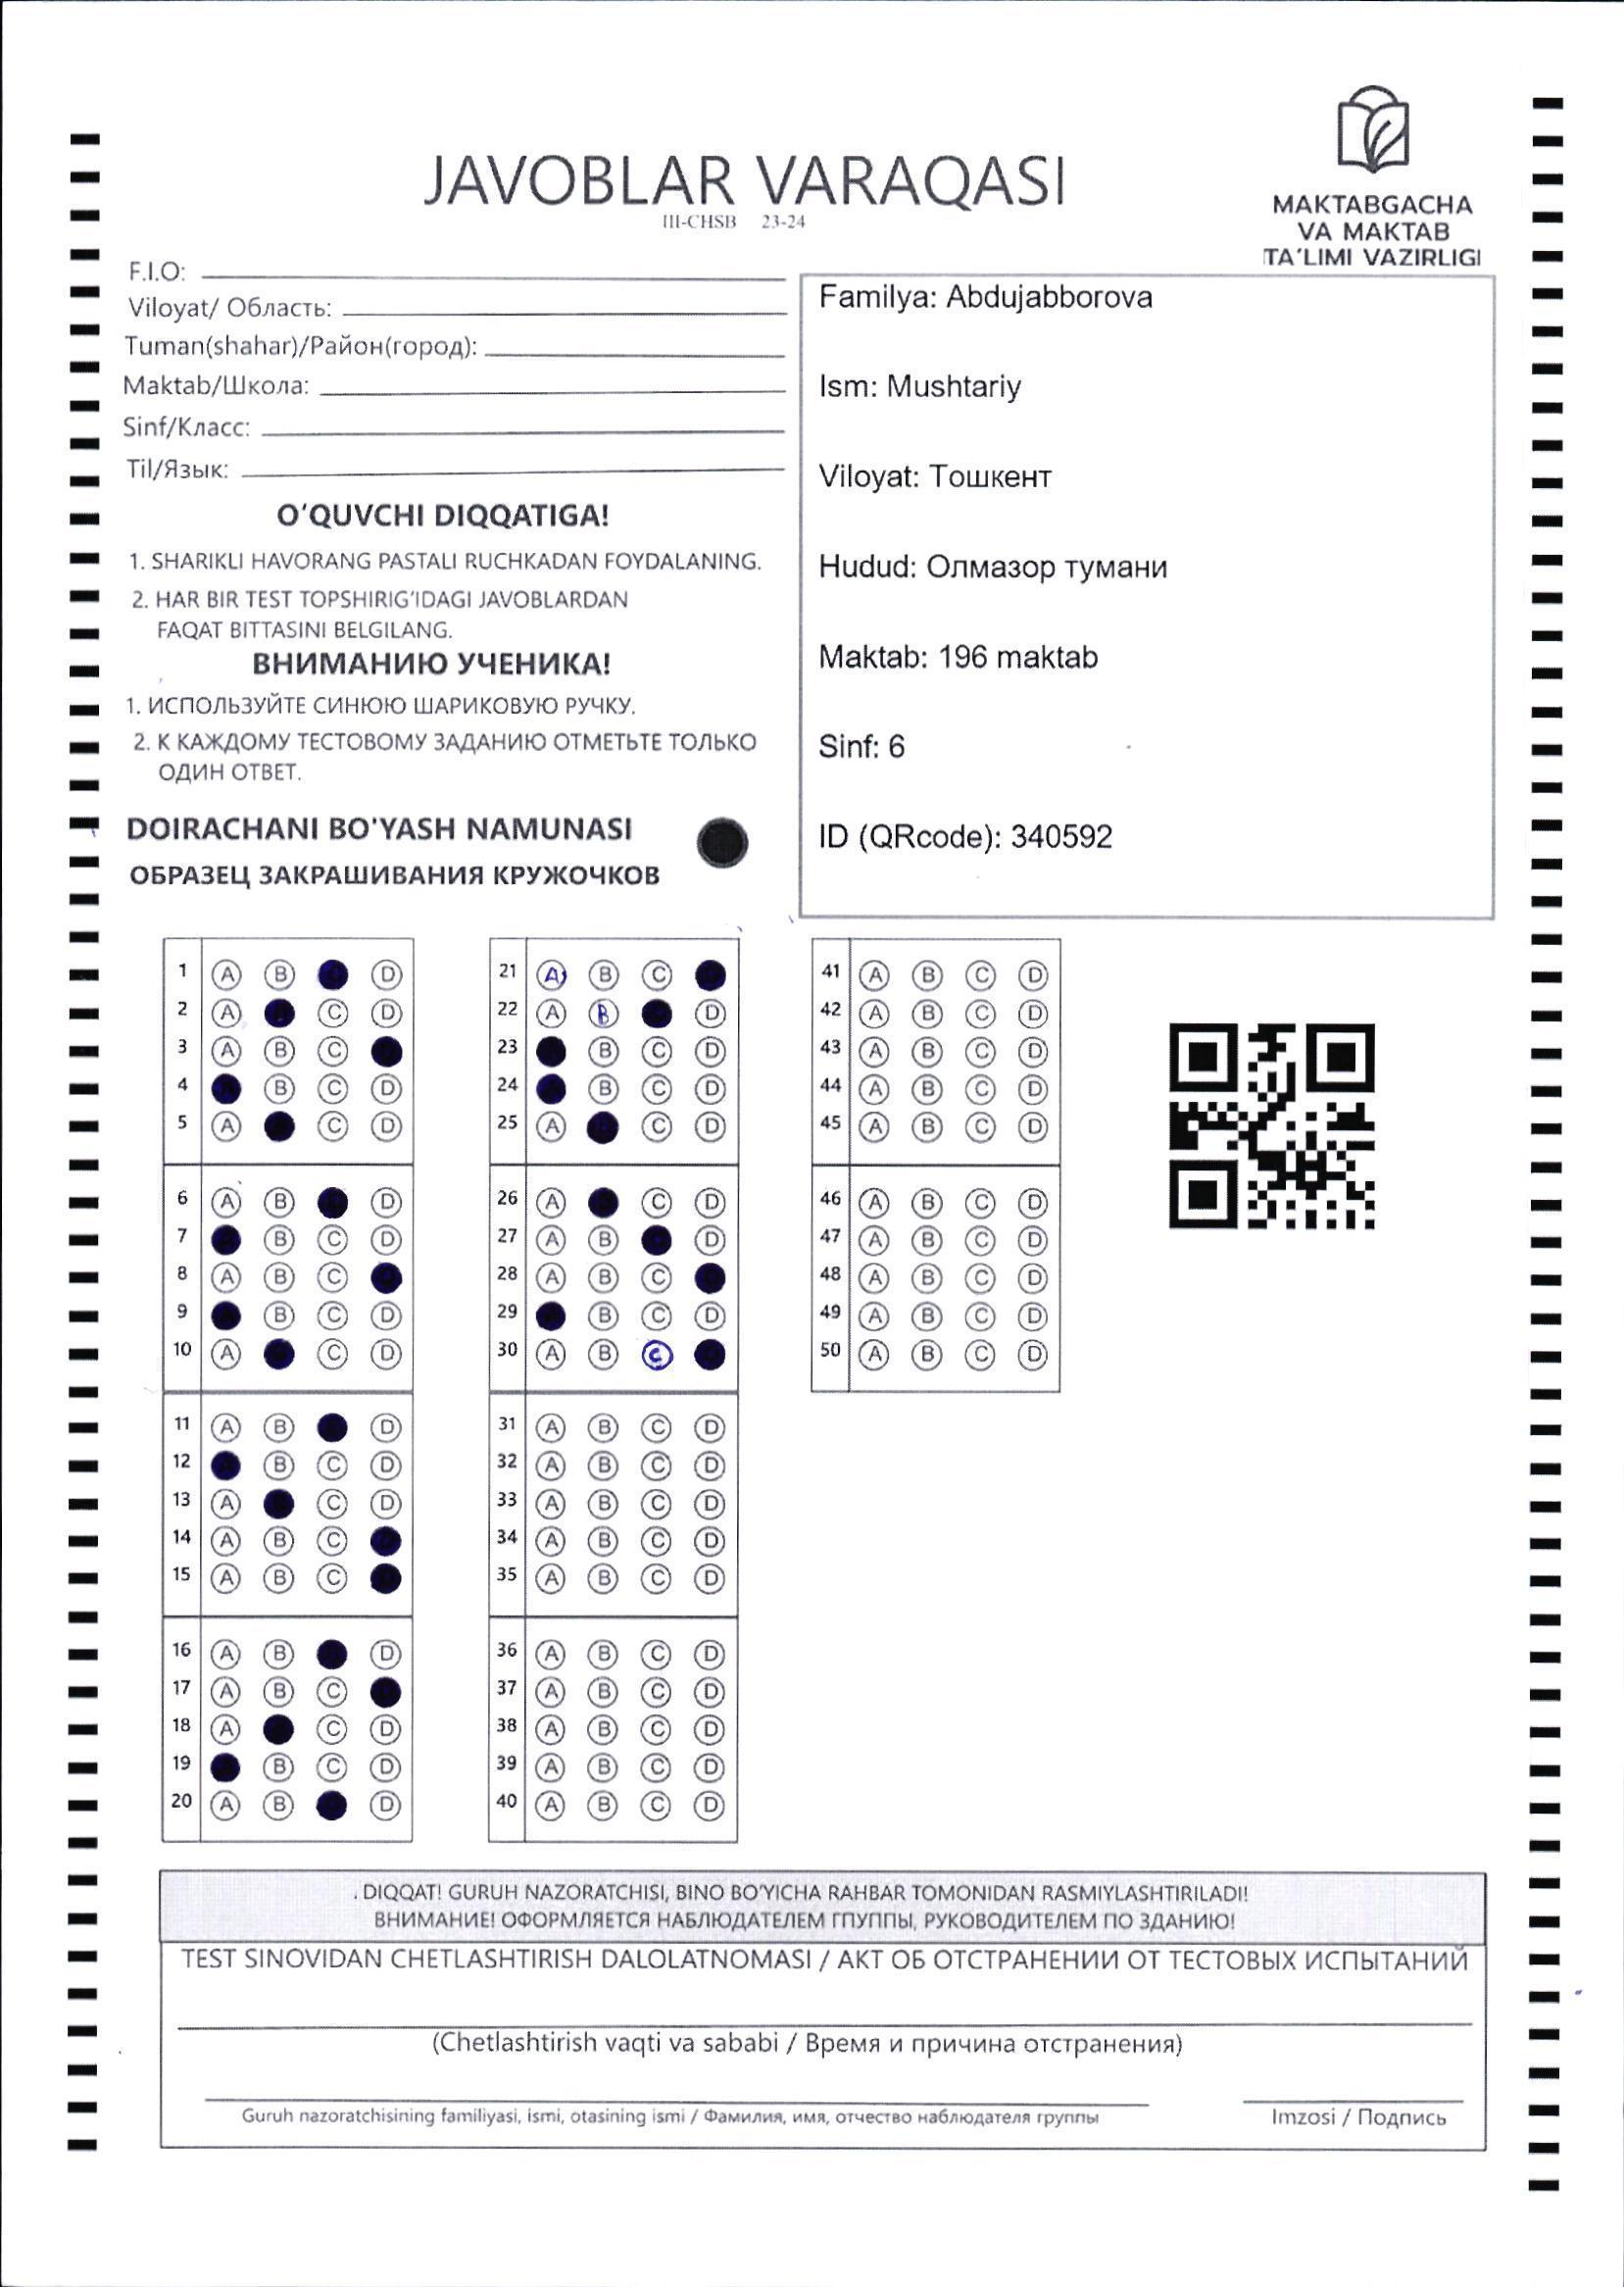 JAVOBLAR VARAQASI
III-CHSB 23-24
MAKTABGACHA
VA MAKTAB
TA'LIMI VAZIRLIGI
F.I.O:
Viloyat/ Область:
Tuman(shahar)/Район(город):
Maktab/Школа:
Sinf/Класс:
Til/Язык:
O'QUVCHI DIQQATIGA!
1. SHARIKLI HAVORANG PASTALI RUCHKADAN FOYDALANING.
2. HAR BIR TEST TOPSHIRIG'IDAGI JAVOBLARDAN
FAQAT BITTASINI BELGILANG.
ВНИМАНИЮ УЧЕНИКА!
1. ИСПОЛЬЗУЙТЕ СИНЮЮ ШАРИКОВУЮ РУЧКУ.
2. К КАЖДОМУ ТЕСТОВОМУ ЗАДАНИЮ ОТМЕТЬТЕ ТОЛЬКО
ОДИН ОТВЕТ.
DOIRACHANI BO'YASH NAMUNASI
ОБРАЗЕЦ ЗАКРАШИВАНИЯ КРУЖОЧКОВ
Familya: Abdujabborova
Ism: Mushtariy
Viloyat: Тошкент
Hudud: Олмазор тумани
Maktab: 196 maktab
Sinf: 6
ID (QRcode): 340592
1 A B D
2 A C D
3 A B C
4 B C D
5 A C D
6 A B D
7 B C D
8 A B C
9 B C D
10 A C D
11 A B D
12 B C D
13 A C D
14 A B C
15 A B C
16 A B D
17 A B C
18 A C D
19 B C D
20 A B D
21 A B C
22 A B D
23 B C D
24 B C D
25 A C D
26 A C D
27 A B D
28 A B C
29 B C D
30 A B C
31 A B C D
32 A B C D
33 A B C D
34 A B C D
35 A B C D
36 A B C D
37 A B C D
38 A B C D
39 A B C D
40 A B C D
41 A B C D
42 A B C D
43 A B C D
44 A B C D
45 A B C D
46 A B C D
47 A B C D
48 A B C D
49 A B C D
50 A B C D
. DIQQAT! GURUH NAZORATCHISI, BINO BO'YICHA RAHBAR TOMONIDAN RASMIYLASHTIRILADI!
ВНИМАНИЕ! ОФОРМЛЯЕТСЯ НАБЛЮДАТЕЛЕМ ГПУППЫ, РУКОВОДИТЕЛЕМ ПО ЗДАНИЮ!
TEST SINOVIDAN CHETLASHTIRISH DALOLATNOMASI / АКТ ОБ ОТСТРАНЕНИИ ОТ ТЕСТОВЫХ ИСПЫТАНИЙ
(Chetlashtirish vaqti va sababi / Время и причина отстранения)
Guruh nazoratchisining familiyasi, ismi, otasining ismi / Фамилия, имя, отчество наблюдателя группы
Imzosi / Подпись